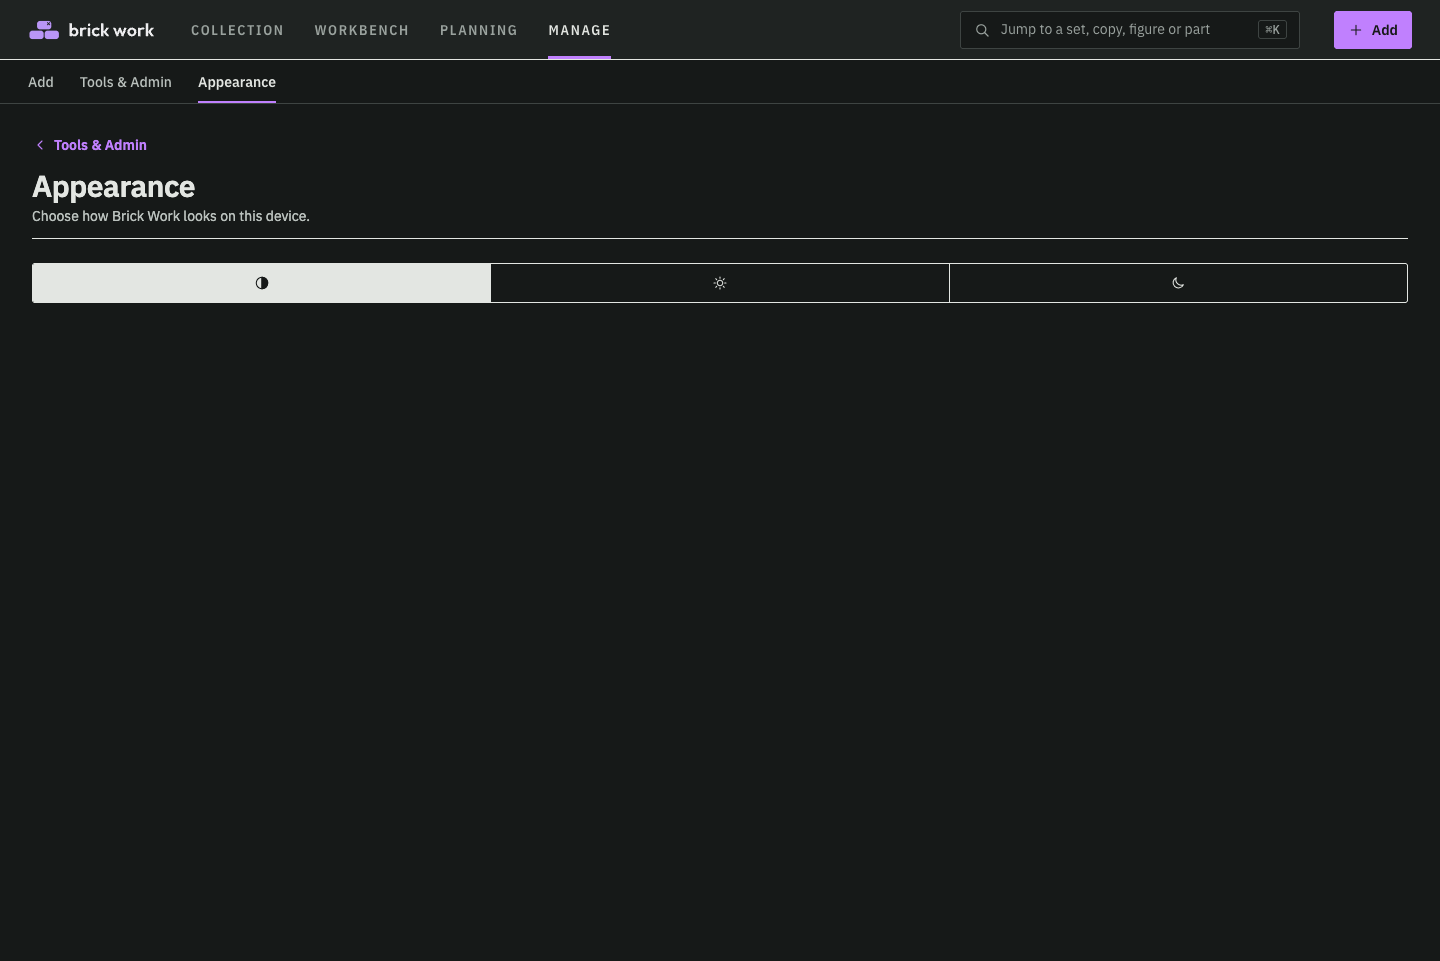 brick work
COLLECTION
WORKBENCH
PLANNING
MANAGE
Jump to a set, copy, figure or part
⌘K
Add
Add
Tools & Admin
Appearance
Tools & Admin
Appearance
Choose how Brick Work looks on this device.